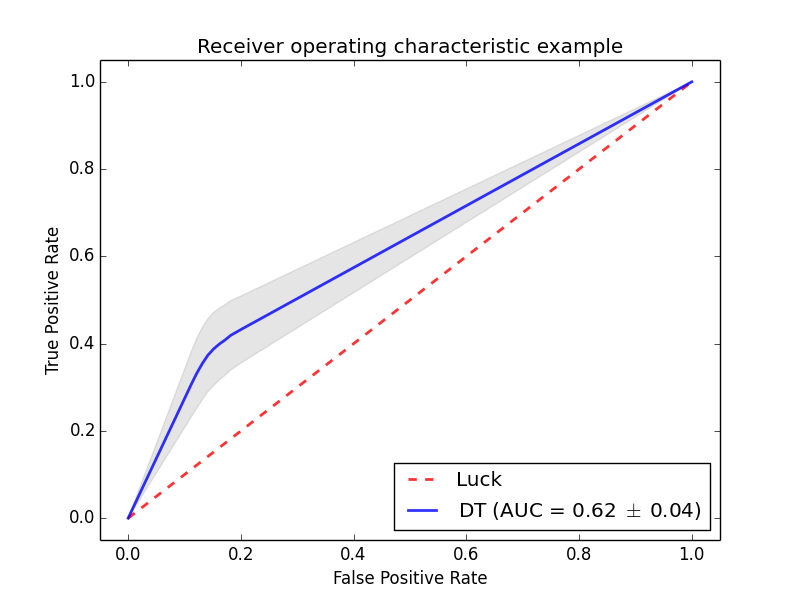 Receiver operating characteristic example
True Positive Rate
1.0
0.8
0.6
0.4
0.2
0.0
Luck
DT (AUC = 0.62 ± 0.04)
0.0 0.2 0.4 0.6 0.8 1.0
False Positive Rate